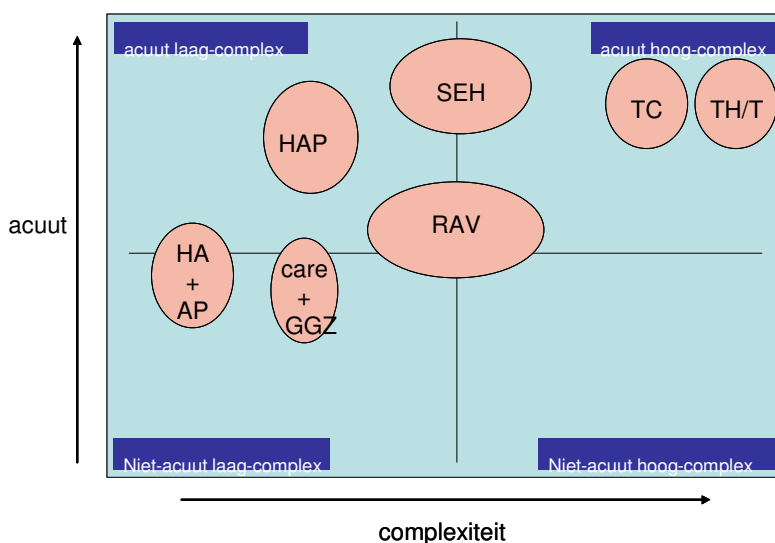 acuut laag-complex
acuut hoog-complex
SEH
TC
TH/T
HAP
acuut
RAV
HA
+
AP
care
+
GGZ
Niet-acuut laag-complex
Niet-acuut hoog-complex
complexiteit